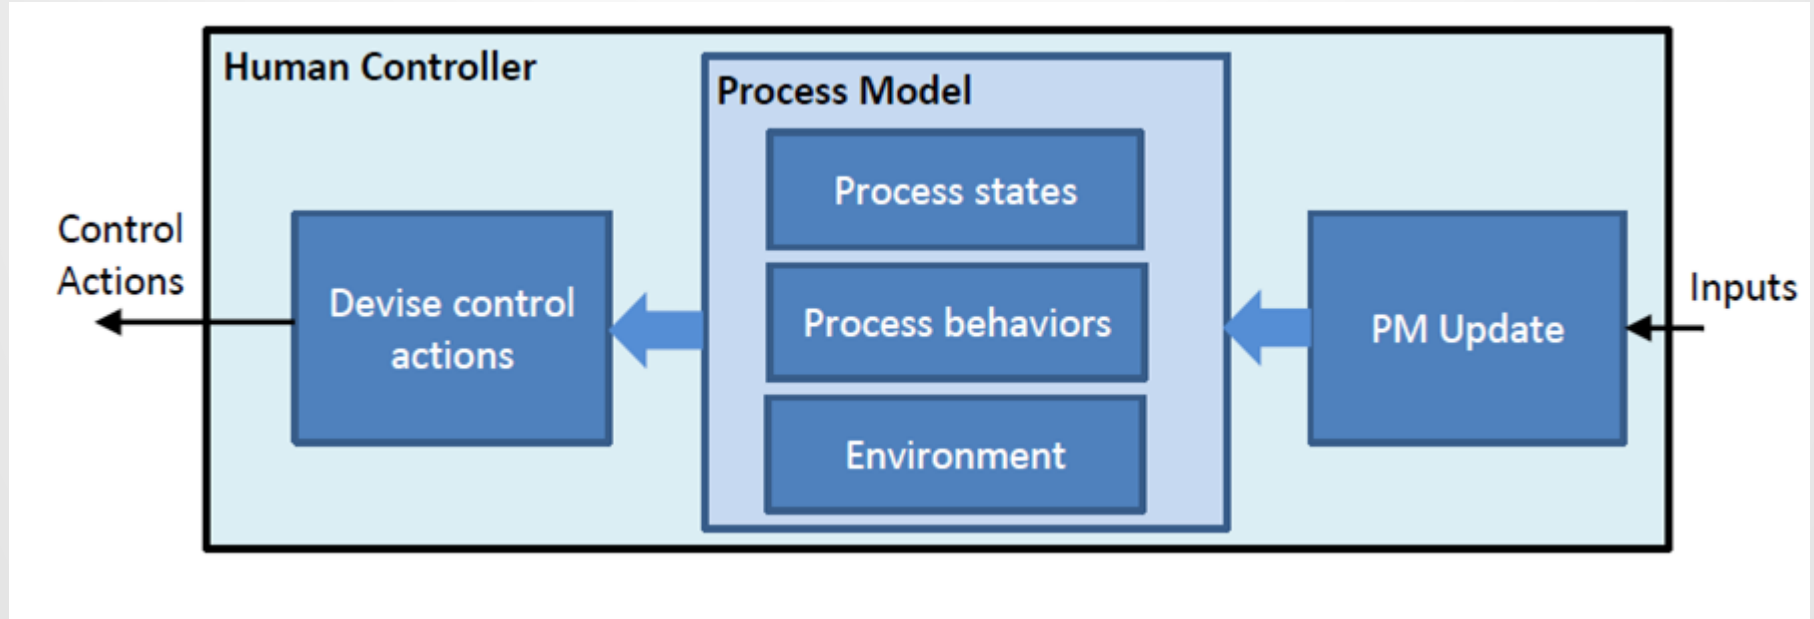 Human Controller
Process Model
Process states
Control
Actions
Devise control
actions
Process behaviors
PM Update
Inputs
Environment